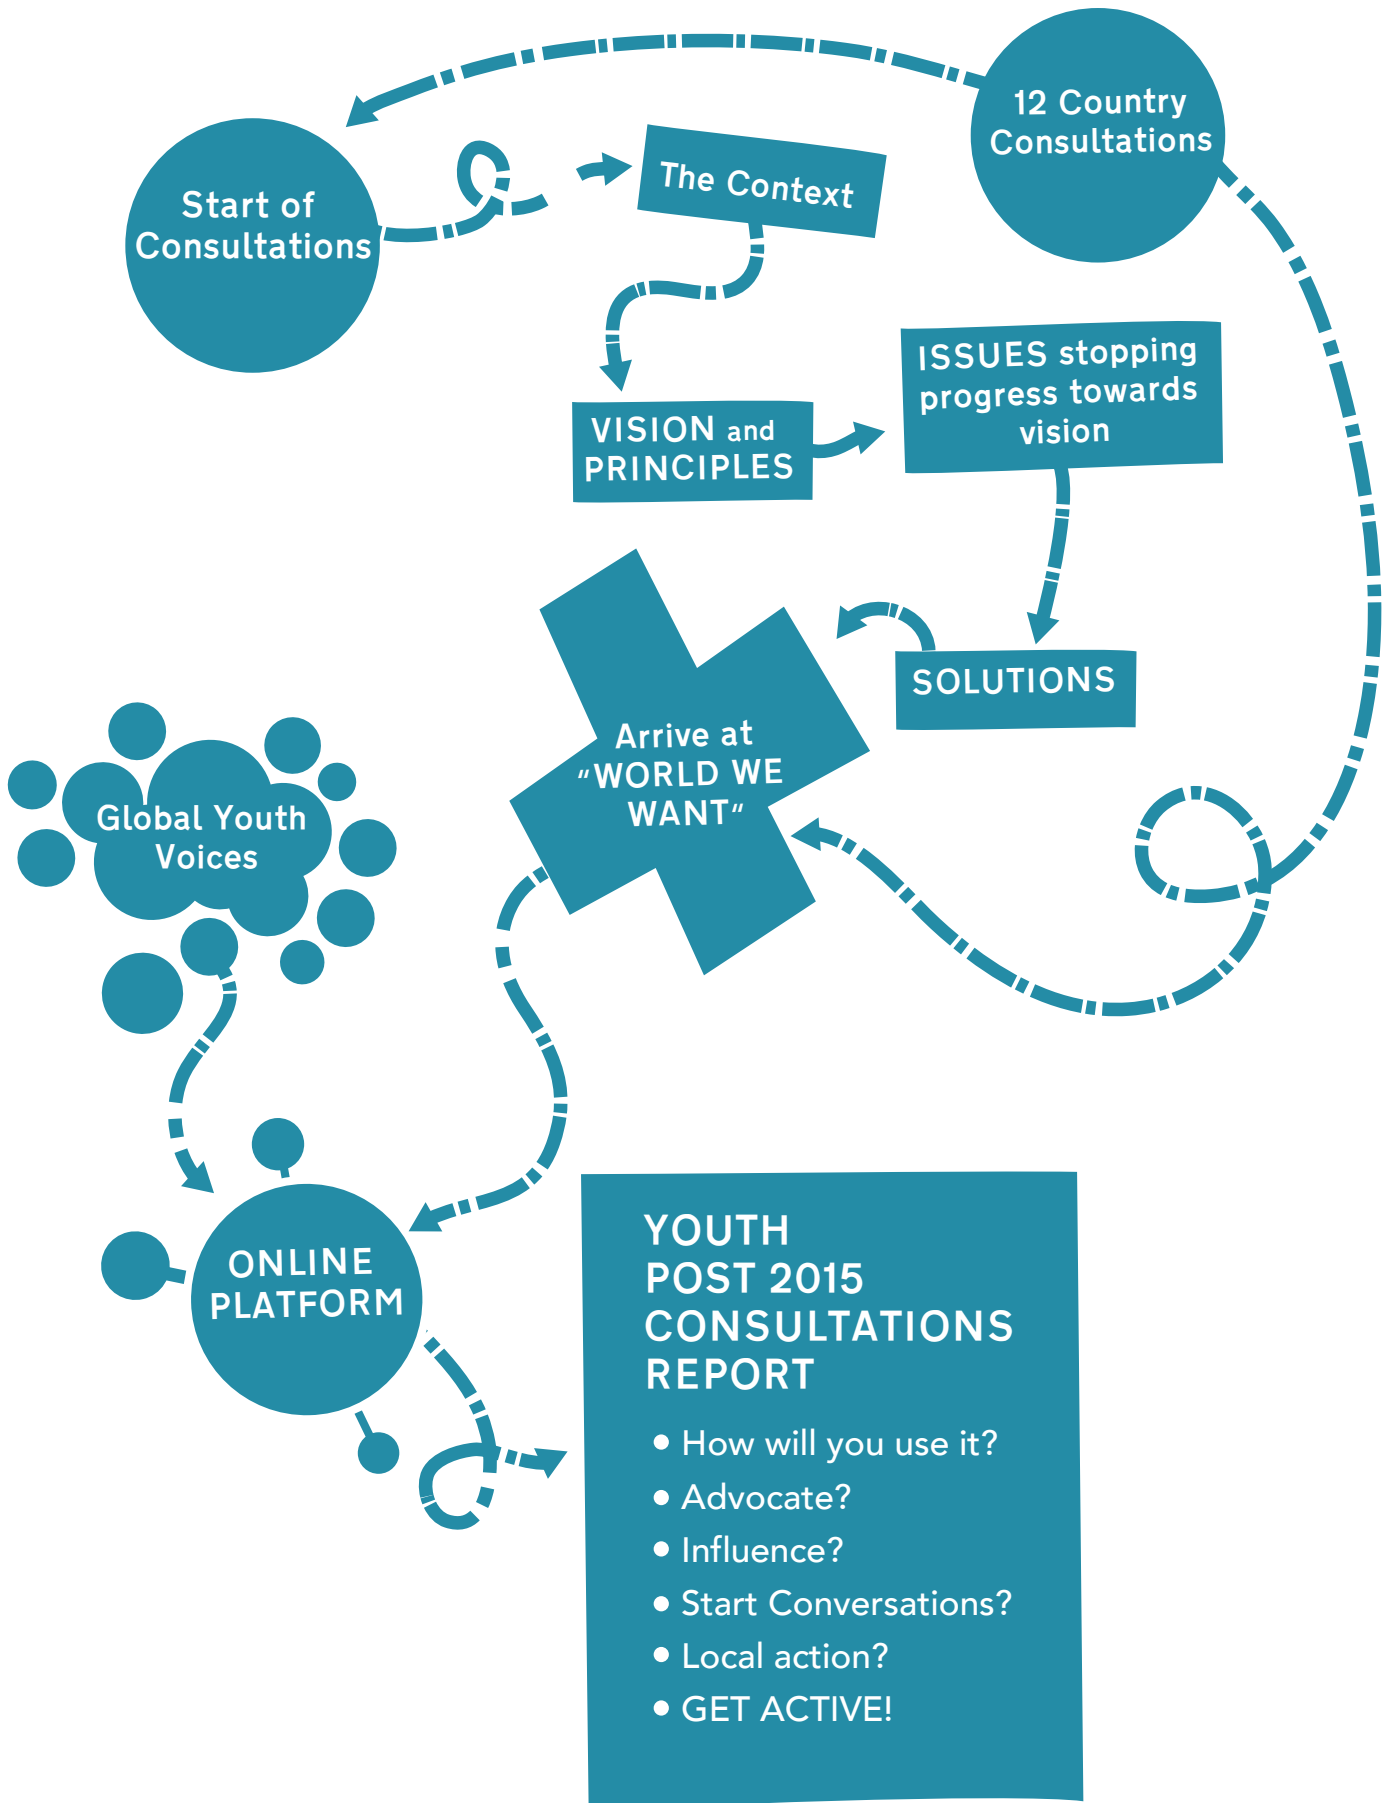 12 Country
Consultations
Start of
Consultations
The Context
VISION and
PRINCIPLES
ISSUES stopping
progress towards
vision
SOLUTIONS
Arrive at
"WORLD WE
WANT"
Global Youth
Voices
ONLINE
PLATFORM
YOUTH
POST 2015
CONSULTATIONS
REPORT
• How will you use it?
• Advocate?
• Influence?
• Start Conversations?
• Local action?
• GET ACTIVE!